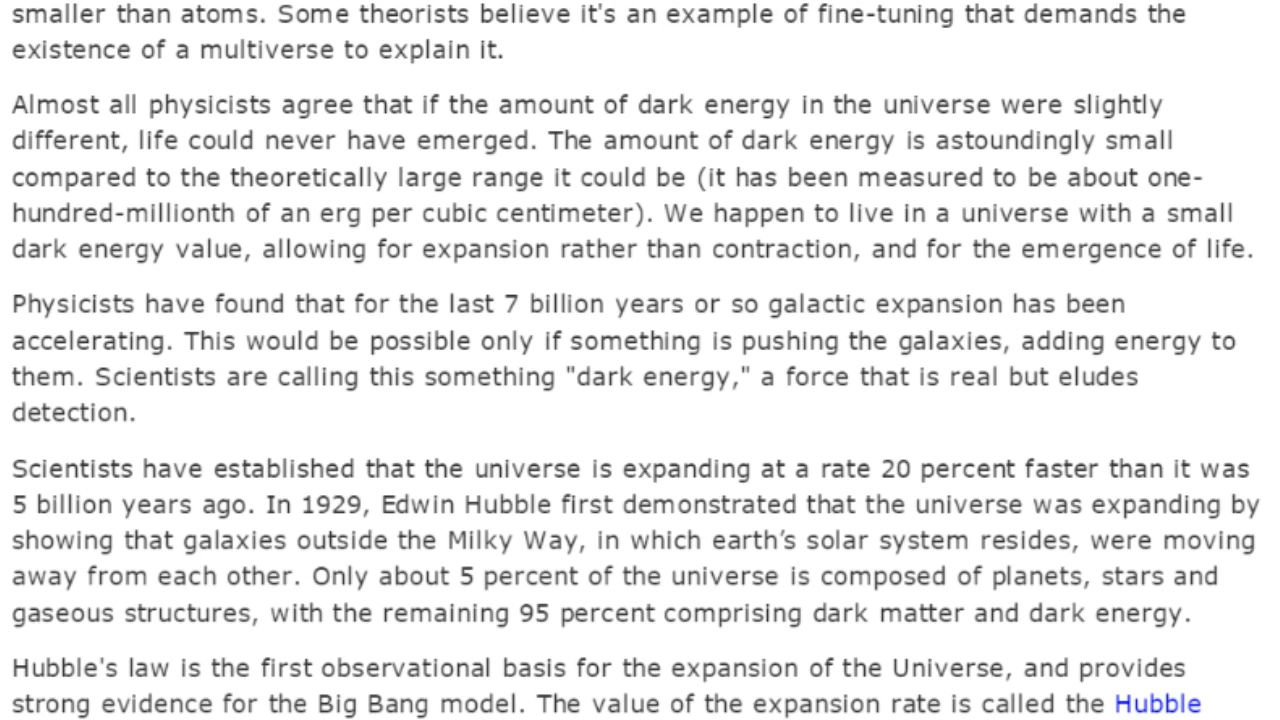 smaller than atoms. Some theorists believe it's an example of fine-tuning that demands the
existence of a multiverse to explain it.
Almost all physicists agree that if the amount of dark energy in the universe were slightly
different, life could never have emerged. The amount of dark energy is astoundingly small
compared to the theoretically large range it could be (it has been measured to be about one-
hundred-millionth of an erg per cubic centimeter). We happen to live in a universe with a small
dark energy value, allowing for expansion rather than contraction, and for the emergence of life.
Physicists have found that for the last 7 billion years or so galactic expansion has been
accelerating. This would be possible only if something is pushing the galaxies, adding energy to
them. Scientists are calling this something "dark energy," a force that is real but eludes
detection.
Scientists have established that the universe is expanding at a rate 20 percent faster than it was
5 billion years ago. In 1929, Edwin Hubble first demonstrated that the universe was expanding by
showing that galaxies outside the Milky Way, in which earth’s solar system resides, were moving
away from each other. Only about 5 percent of the universe is composed of planets, stars and
gaseous structures, with the remaining 95 percent comprising dark matter and dark energy.
Hubble's law is the first observational basis for the expansion of the Universe, and provides
strong evidence for the Big Bang model. The value of the expansion rate is called the Hubble